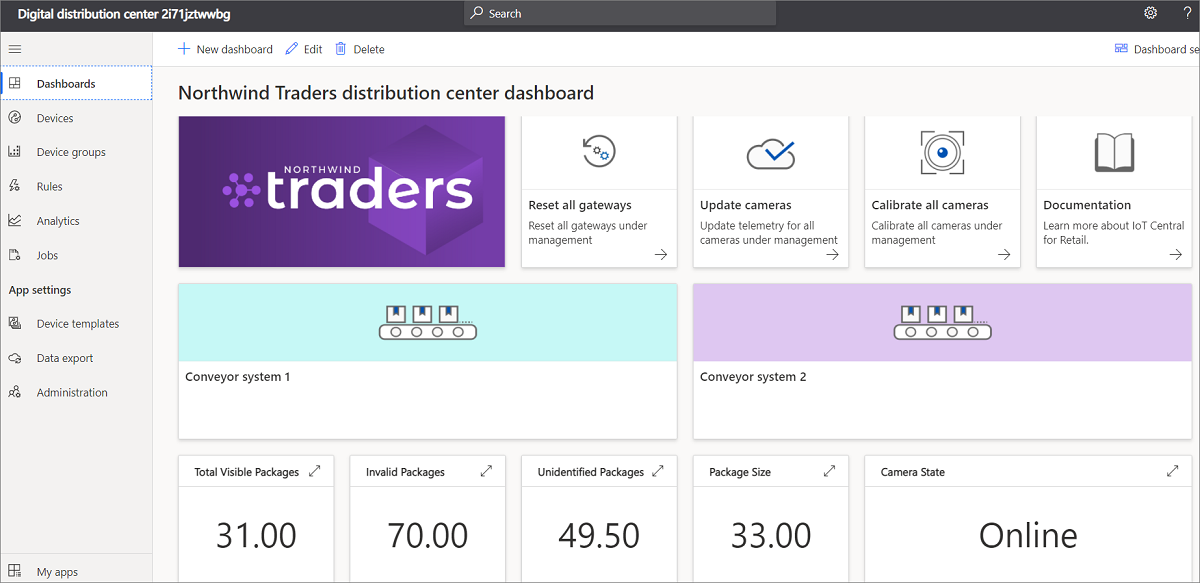 Digital distribution center 2i71jztwwbg
Search
?
New dashboard
Edit
Delete
Dashboard se
Dashboards
Devices
Device groups
Rules
Analytics
Jobs
App settings
Device templates
Data export
Administration
My apps
Northwind Traders distribution center dashboard
NORTHWIND
traders
Reset all gateways
Reset all gateways under
management
Update cameras
Update telemetry for all
cameras under management
Calibrate all cameras
Calibrate all cameras under
management
Documentation
Learn more about IoT Central
for Retail.
Conveyor system 1
Conveyor system 2
Total Visible Packages
31.00
Invalid Packages
70.00
Unidentified Packages
49.50
Package Size
33.00
Camera State
Online